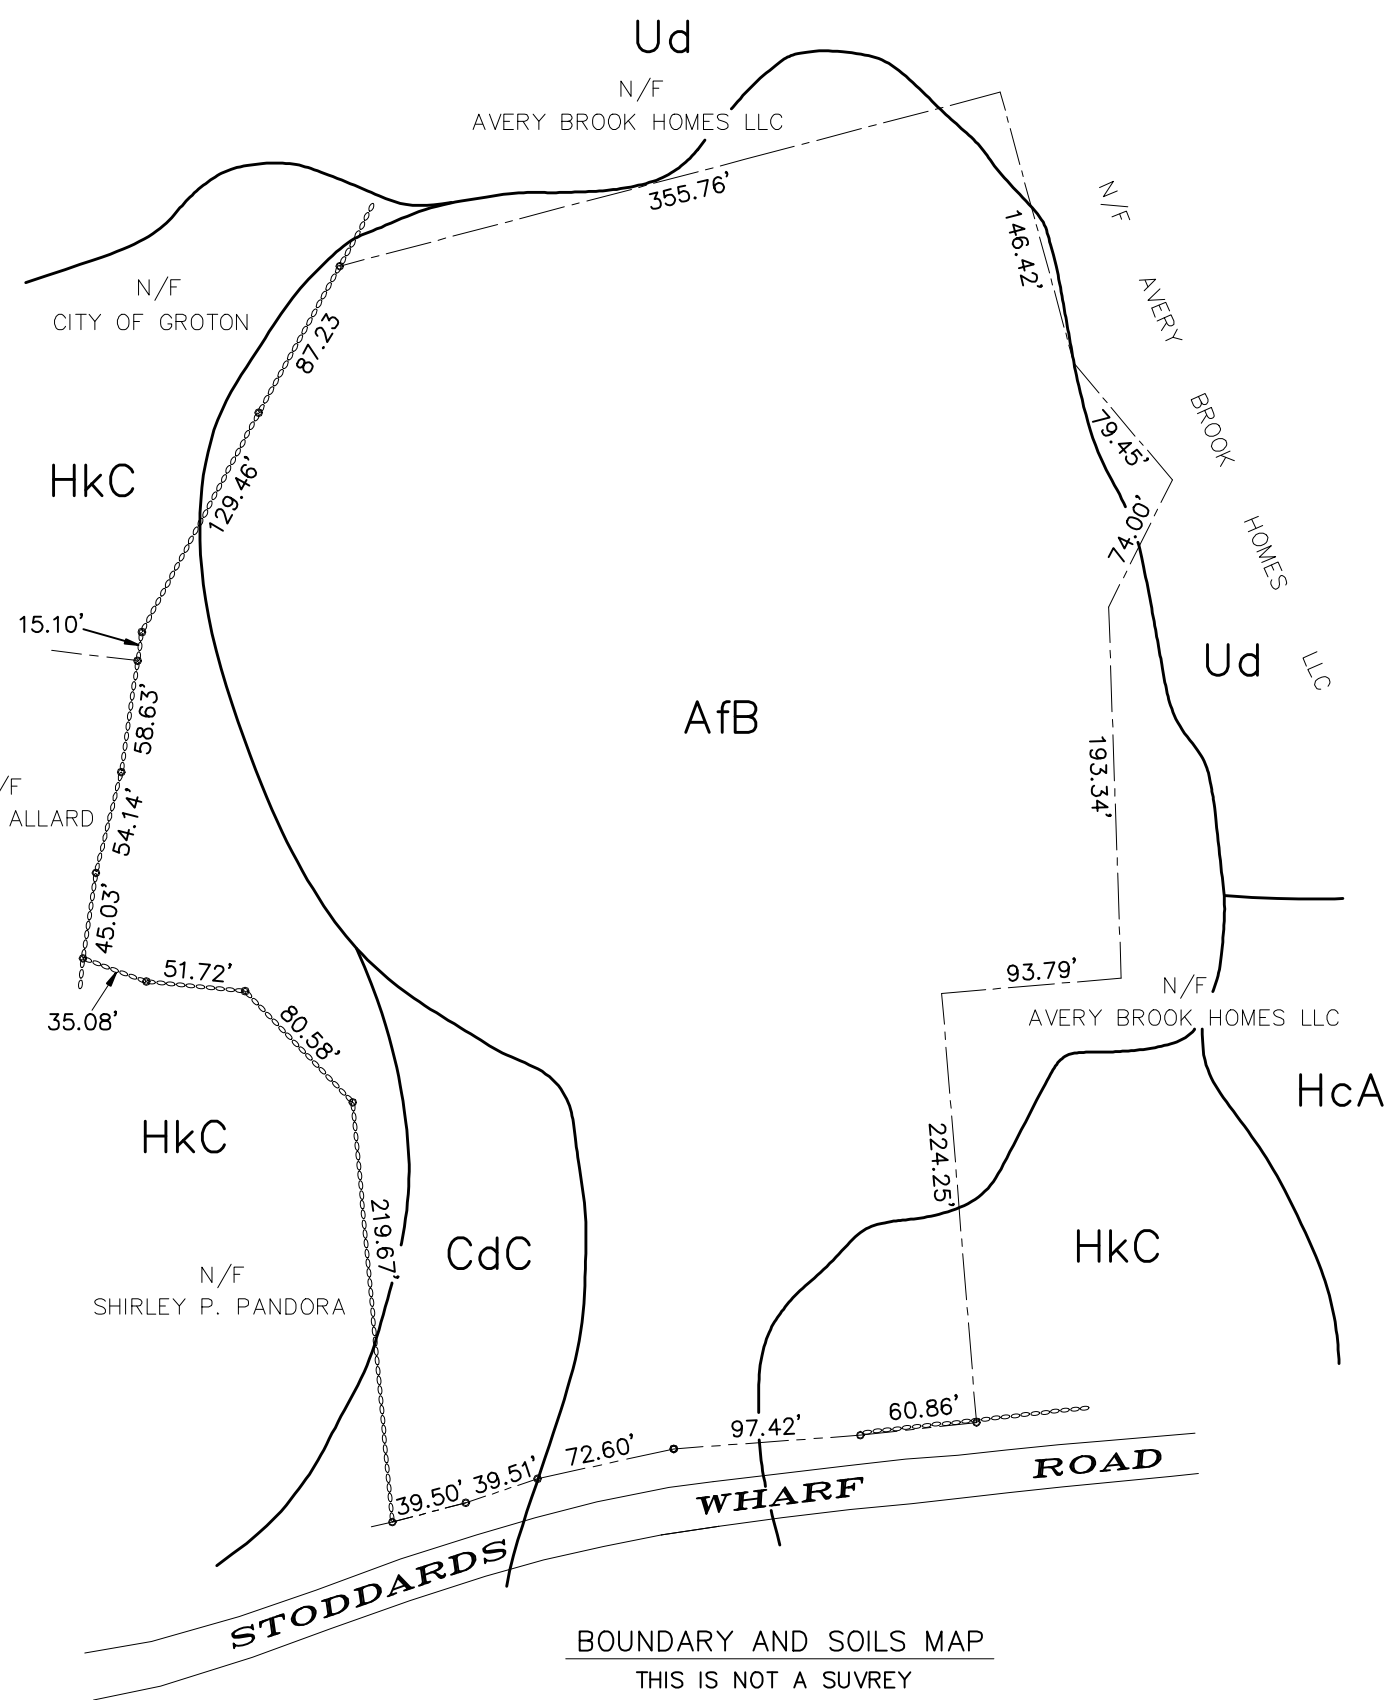 Ud
N/F
AVERY BROOK HOMES LLC
355.76'
146.42'
N/F AVERY BROOK HOMES LLC
N/F
CITY OF GROTON
87.23
129.46'
79.45'
74.00'
HkC
15.10'
58.63'
Ud
AfB
193.34'
/F
ALLARD
54.14'
45.03'
51.72'
35.08'
80.58'
93.79'
N/F
AVERY BROOK HOMES LLC
HcA
HkC
224.25'
219.67'
CdC
HkC
N/F
SHIRLEY P. PANDORA
39.50'
39.51'
72.60'
97.42'
60.86'
STODDARDS WHARF ROAD
BOUNDARY AND SOILS MAP
THIS IS NOT A SUVREY